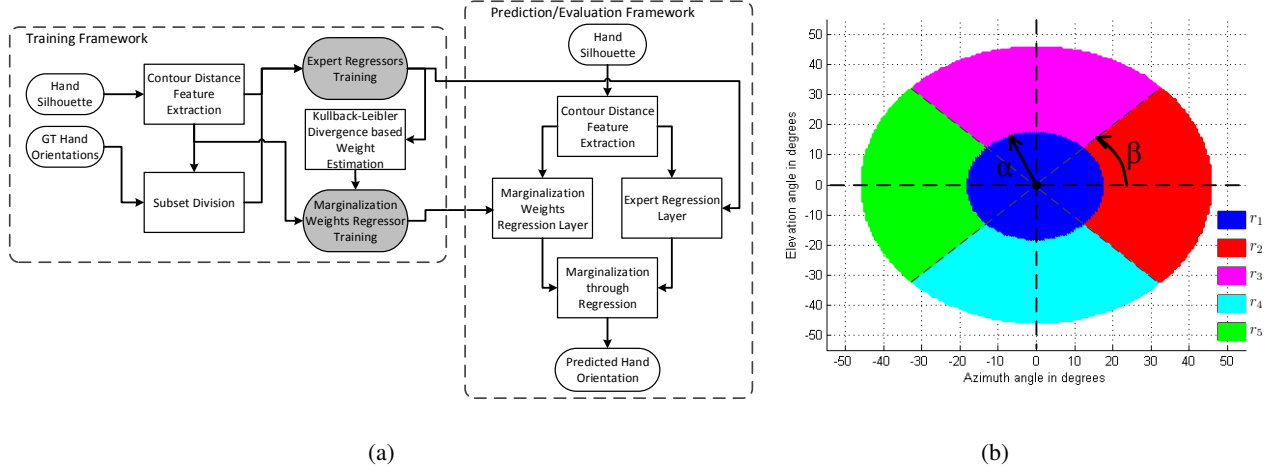 Training Framework
Hand
Silhouette
GT Hand
Orientations
Contour Distance
Feature
Extraction
Subset Division
Expert Regressors
Training
Kullback-Leibler
Divergence based
Weight
Estimation
Marginalization
Weights Regressor
Training
Prediction/Evaluation Framework
Hand
Silhouette
Contour Distance
Feature
Extraction
Marginalization
Weights
Regression Layer
Expert Regression
Layer
Marginalization
through
Regression
Predicted Hand
Orientation
(a)
Elevation angle in degrees
50
40
30
20
10
0
-10
-20
-30
-40
-50
α
β
r1
r2
r3
r4
r5
-50 -40 -30 -20 -10 0 10 20 30 40 50
Azimuth angle in degrees
(b)